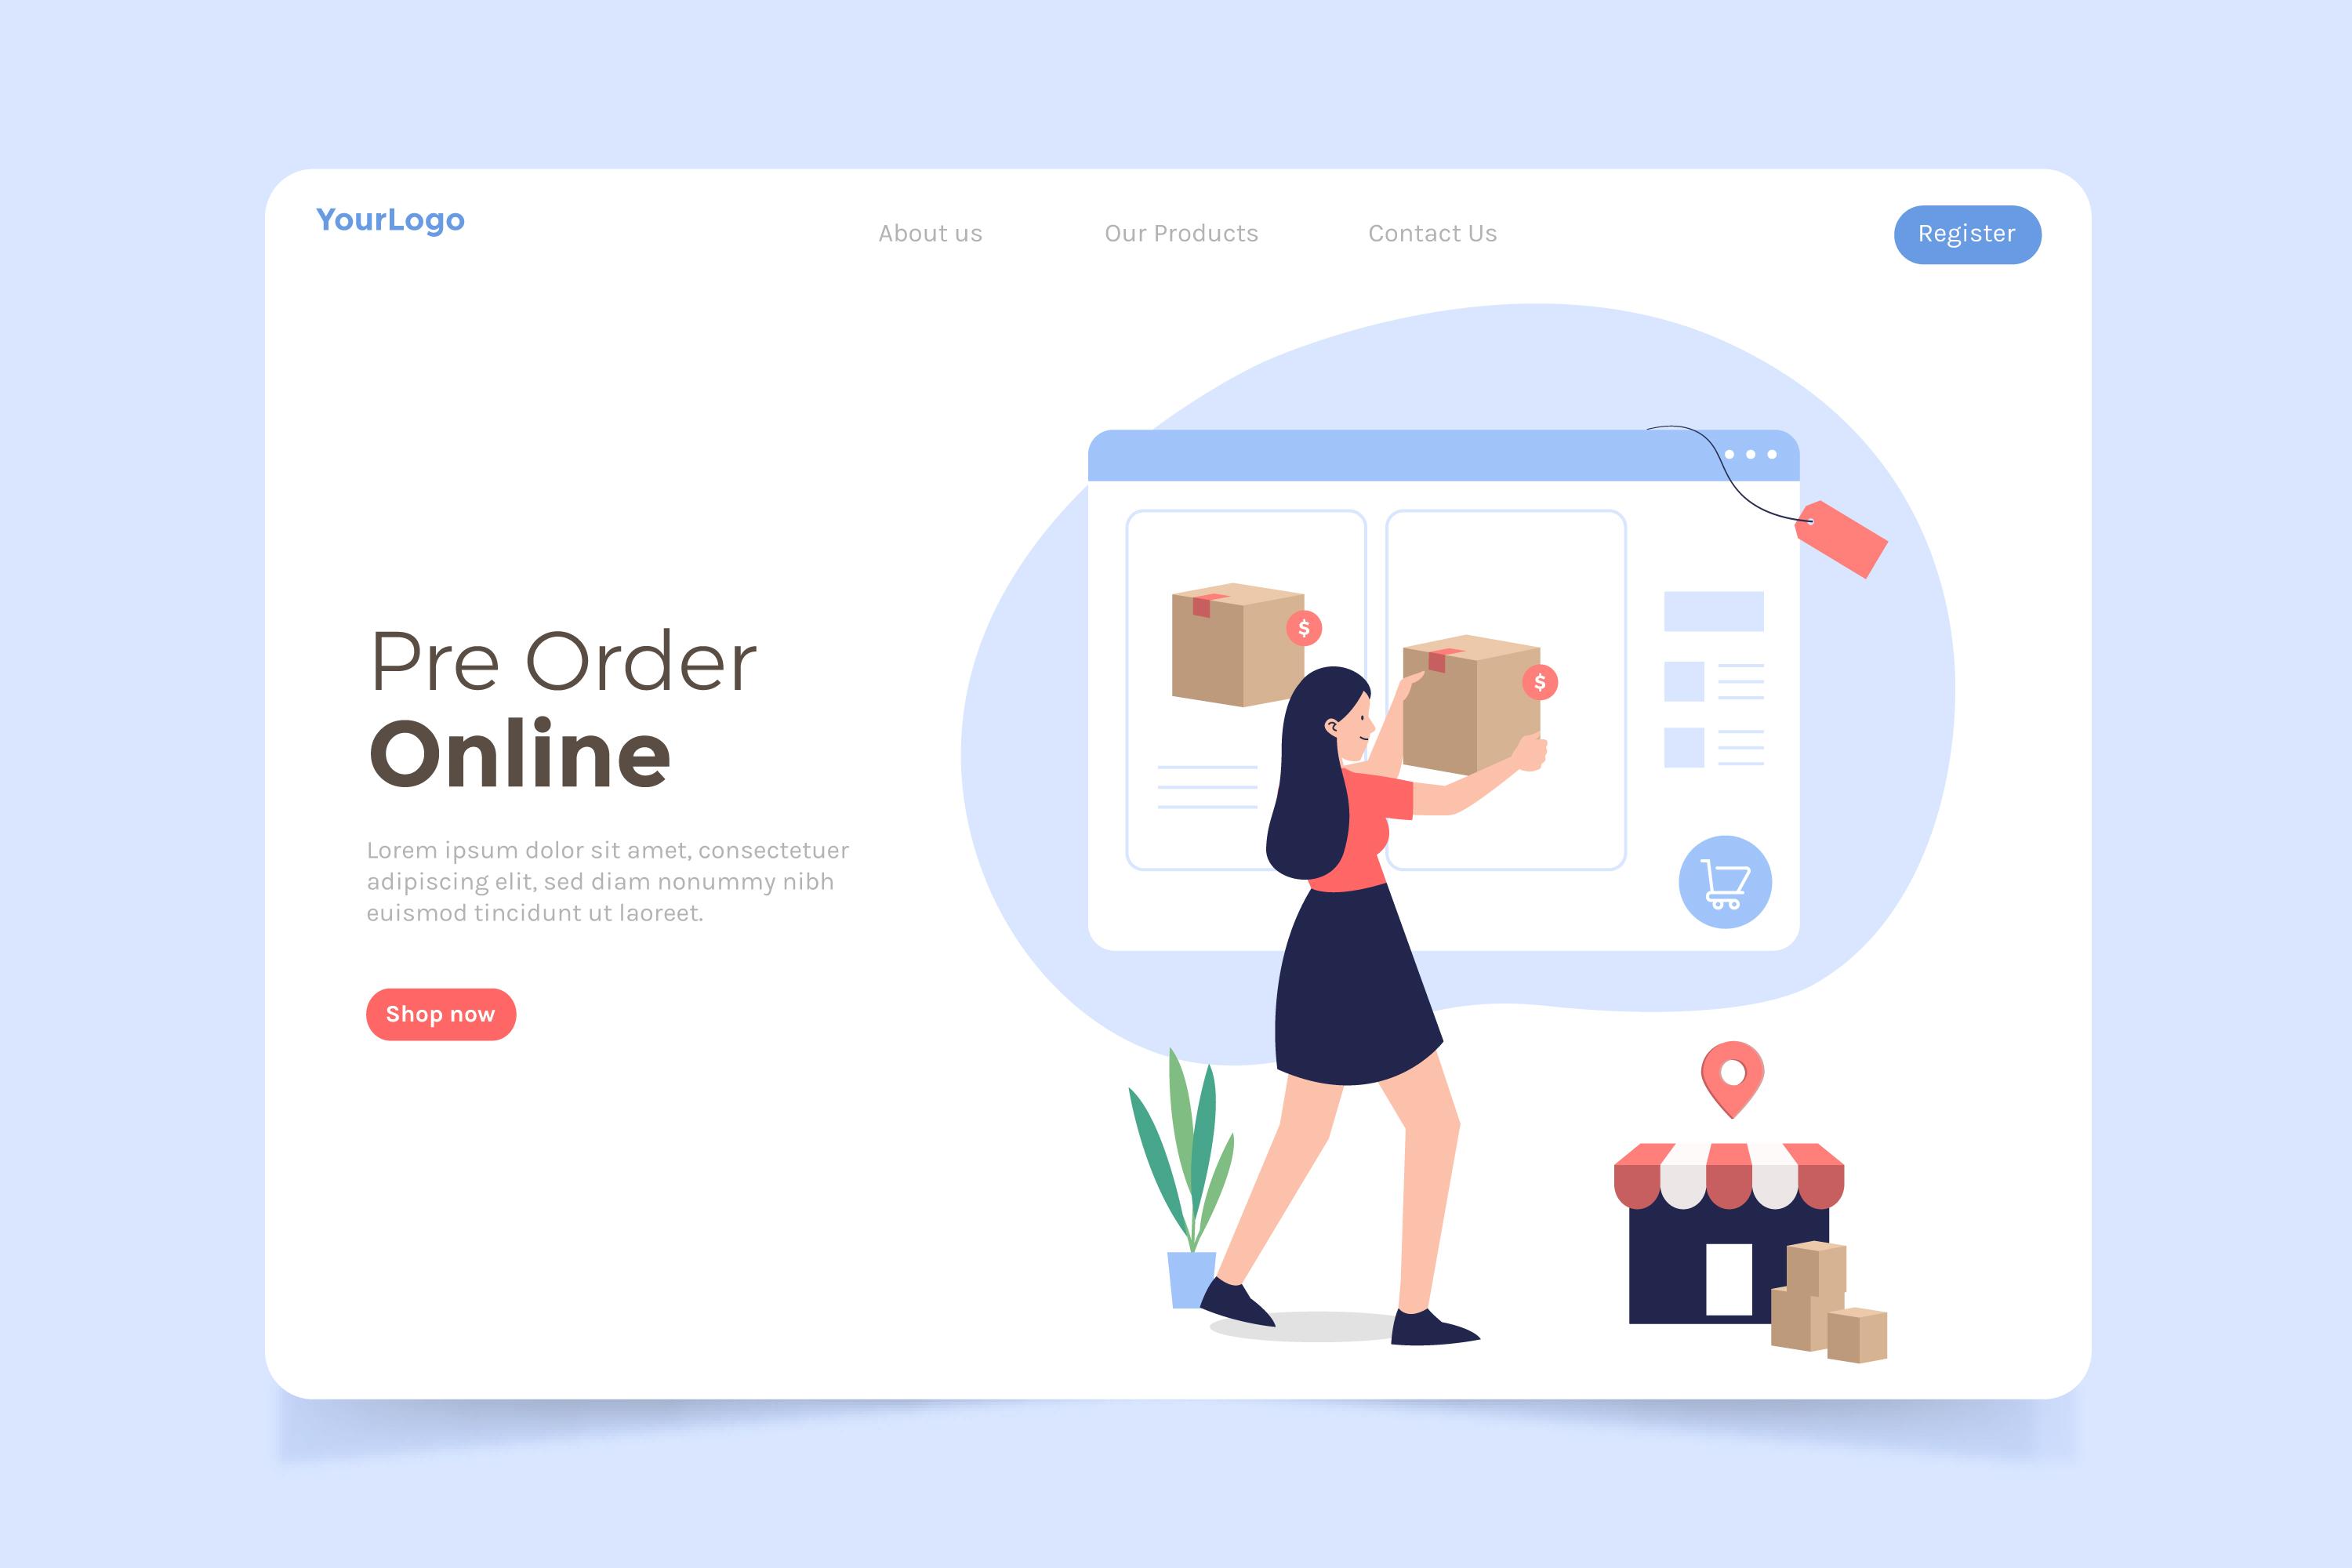 YourLogo
About us
Our Products
Contact Us
Register
Pre Order
Online
Lorem ipsum dolor sit amet, consectetuer
adipiscing elit, sed diam nonummy nibh
euismod tincidunt ut laoreet.
Shop now
$
$